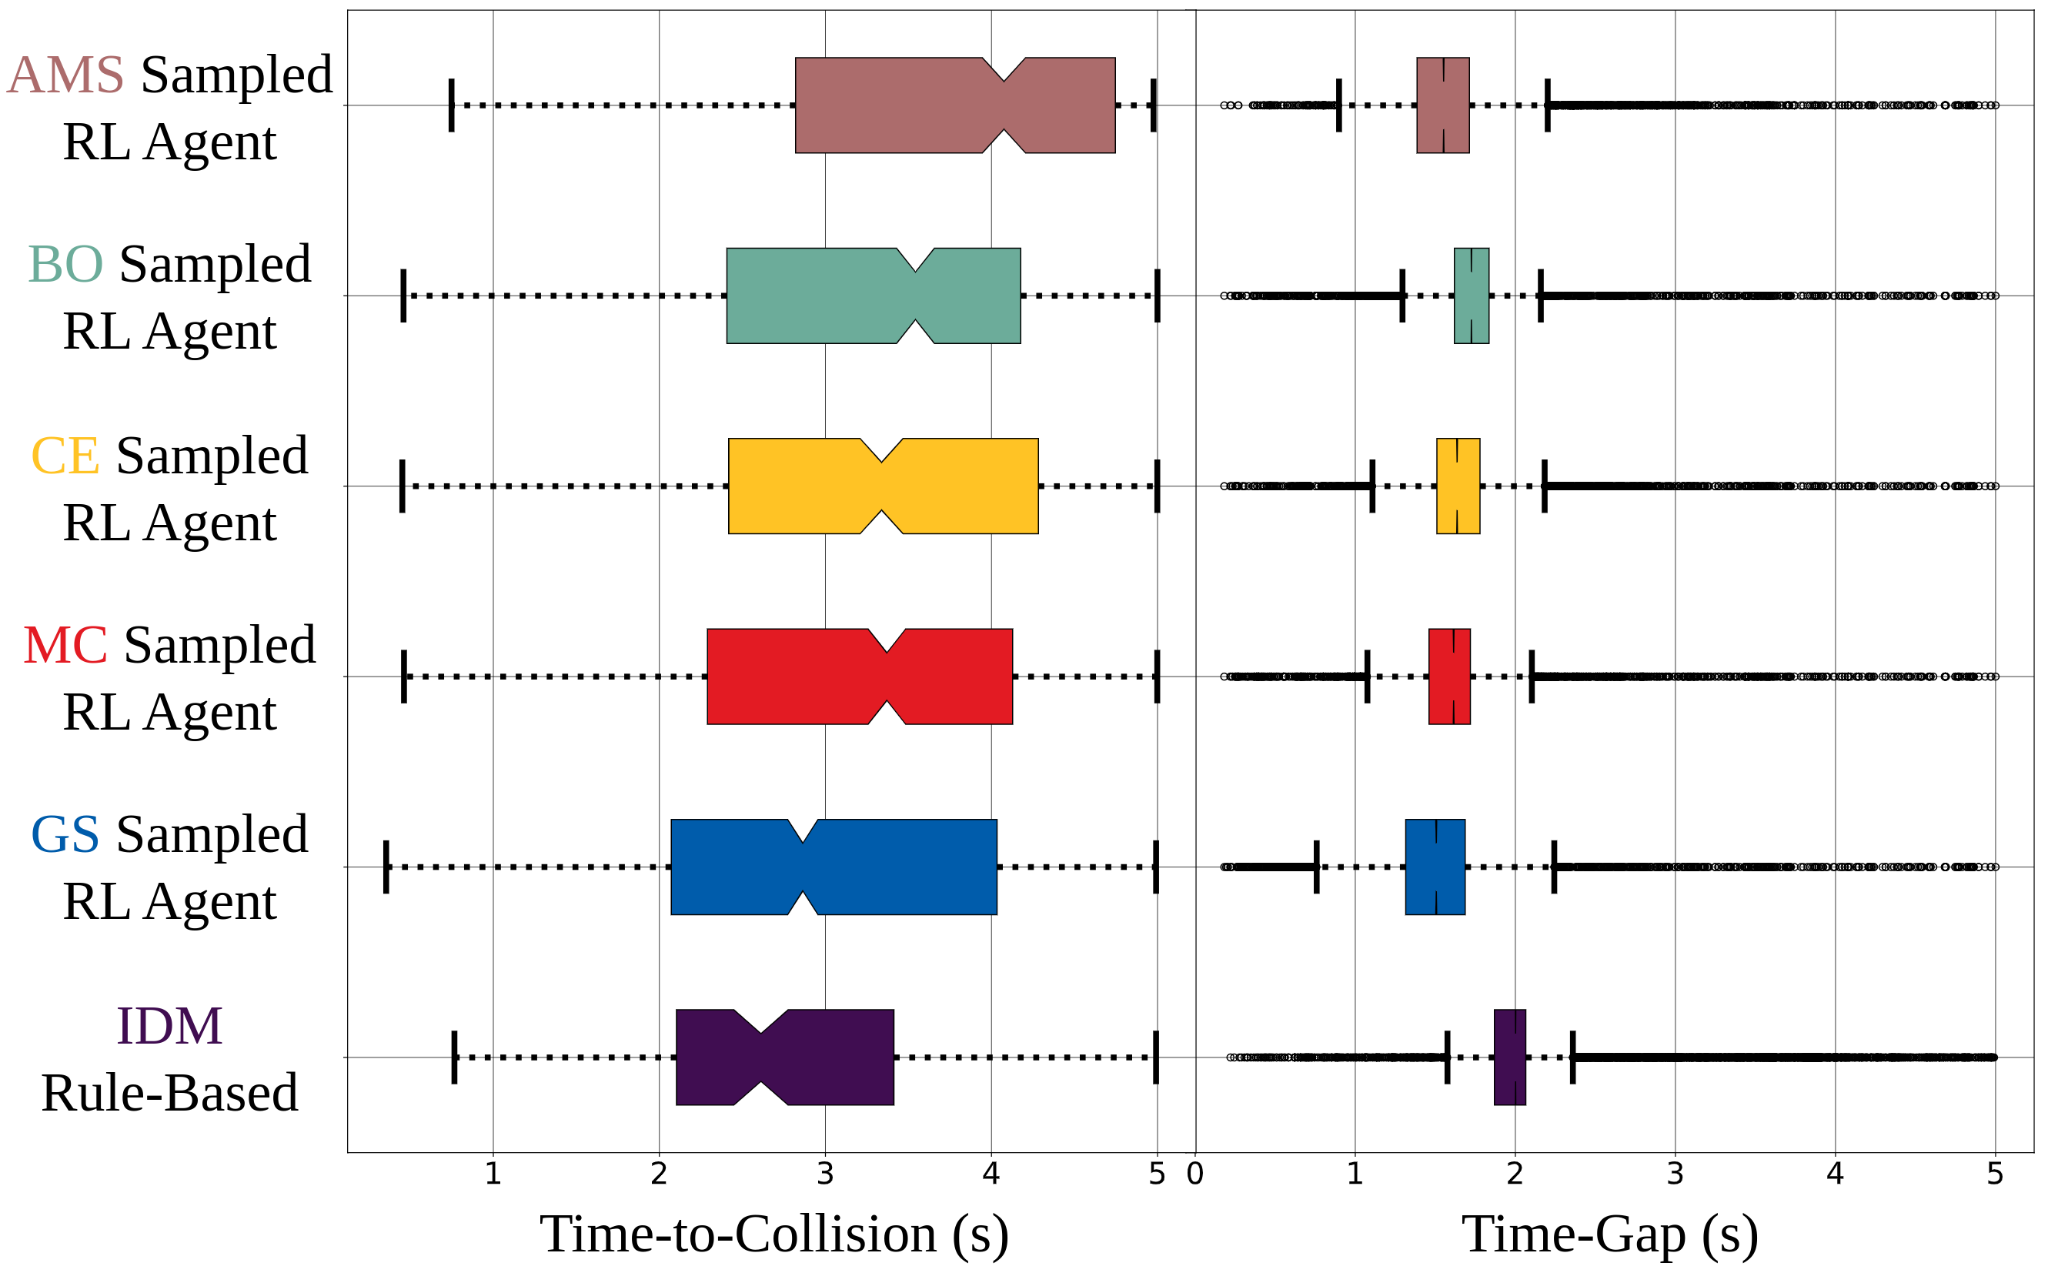 AMS Sampled
RL Agent
BO Sampled
RL Agent
CE Sampled
RL Agent
MC Sampled
RL Agent
GS Sampled
RL Agent
IDM
Rule-Based
1 2 3 4 5 0 1 2 3 4 5
Time-to-Collision (s) Time-Gap (s)